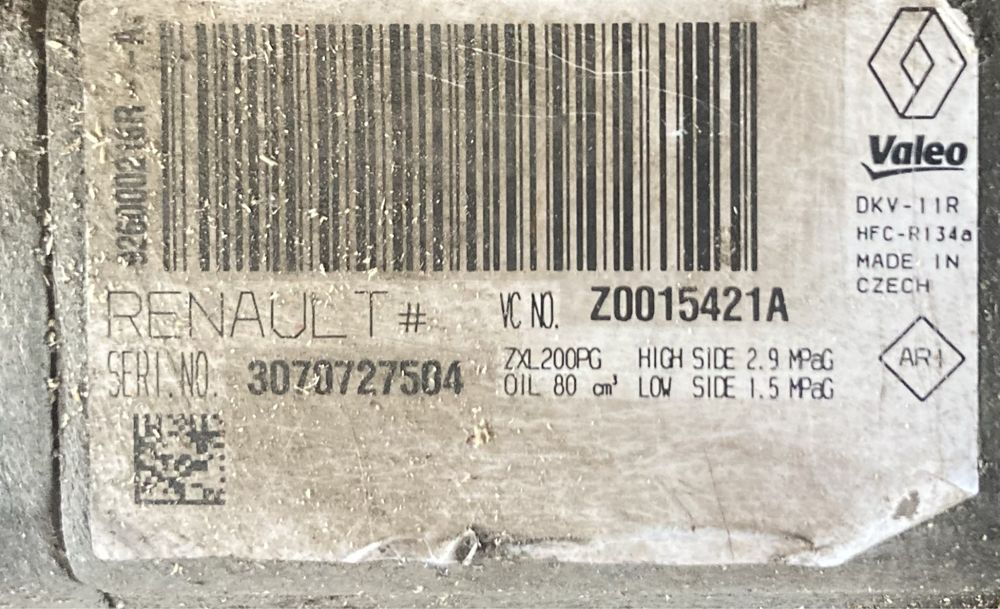 926000216R--A
RENAULT# VC NO. Z0015421A
SERI NO. 3070727504
ZXL200PG HIGH SIDE 2.9 MPaG
OIL 80 cm³ LOW SIDE 1.5 MPaG
Valeo
DKV-11R
HFC-R134a
MADE IN
CZECH
AR1